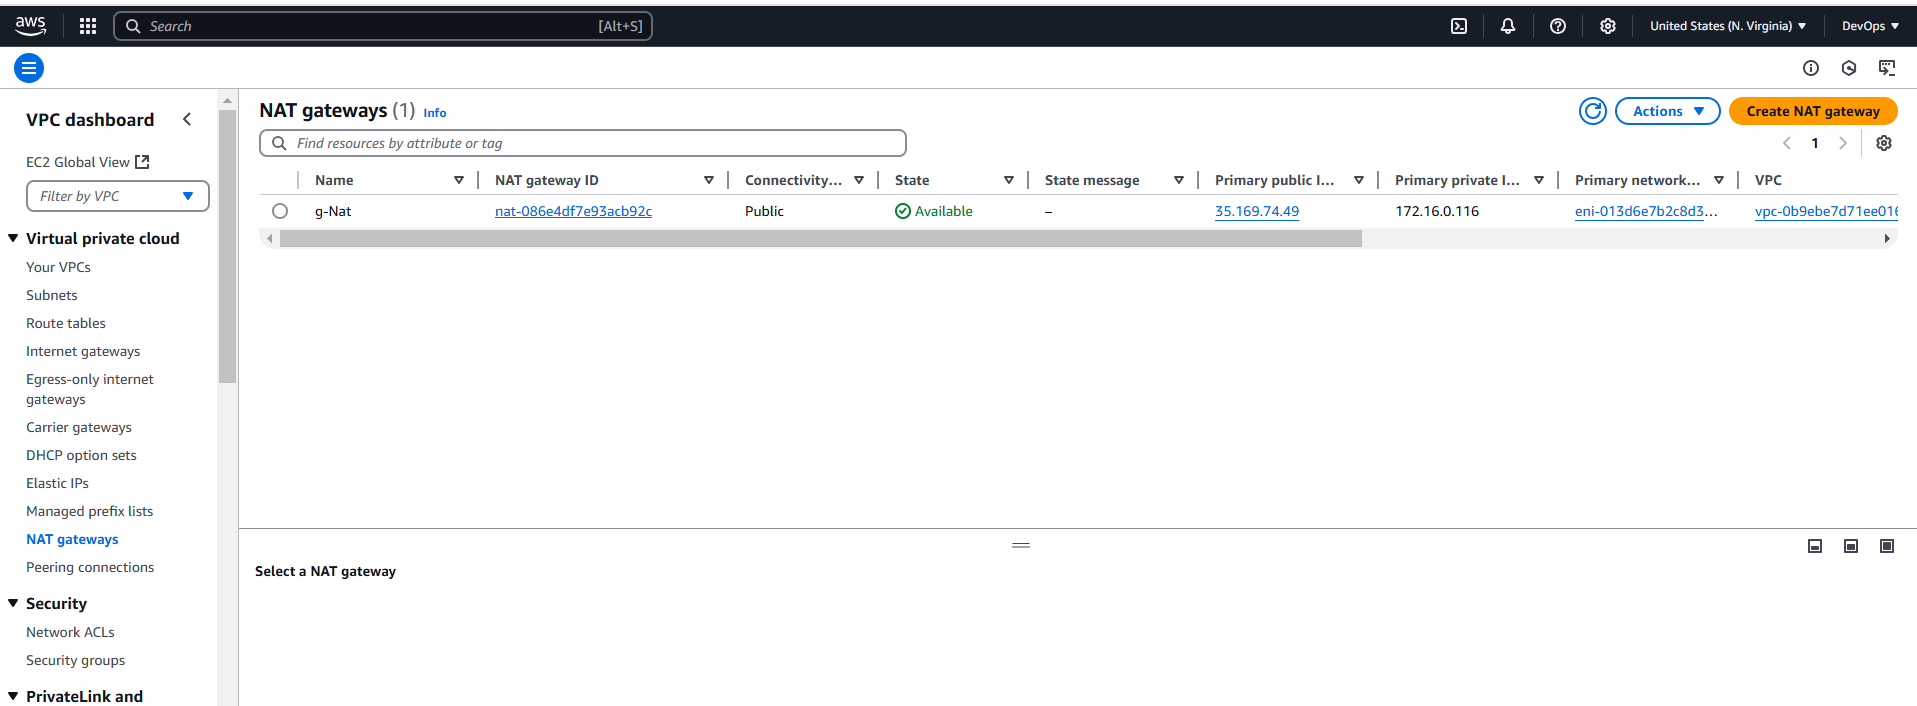 aws Search [Alt+S] United States (N. Virginia) DevOps
VPC dashboard
EC2 Global View
Filter by VPC
Virtual private cloud
Your VPCs
Subnets
Route tables
Internet gateways
Egress-only internet
gateways
Carrier gateways
DHCP option sets
Elastic IPs
Managed prefix lists
NAT gateways
Peering connections
Security
Network ACLs
Security groups
PrivateLink and
NAT gateways (1) Info Actions Create NAT gateway
Find resources by attribute or tag 1
Name NAT gateway ID Connectivity... State State message Primary public I... Primary private I... Primary network... VPC
g-Nat nat-086e4df7e93acb92c Public Available – 35.169.74.49 172.16.0.116 eni-013d6e7b2c8d3... vpc-0b9ebe7d71ee016
Select a NAT gateway